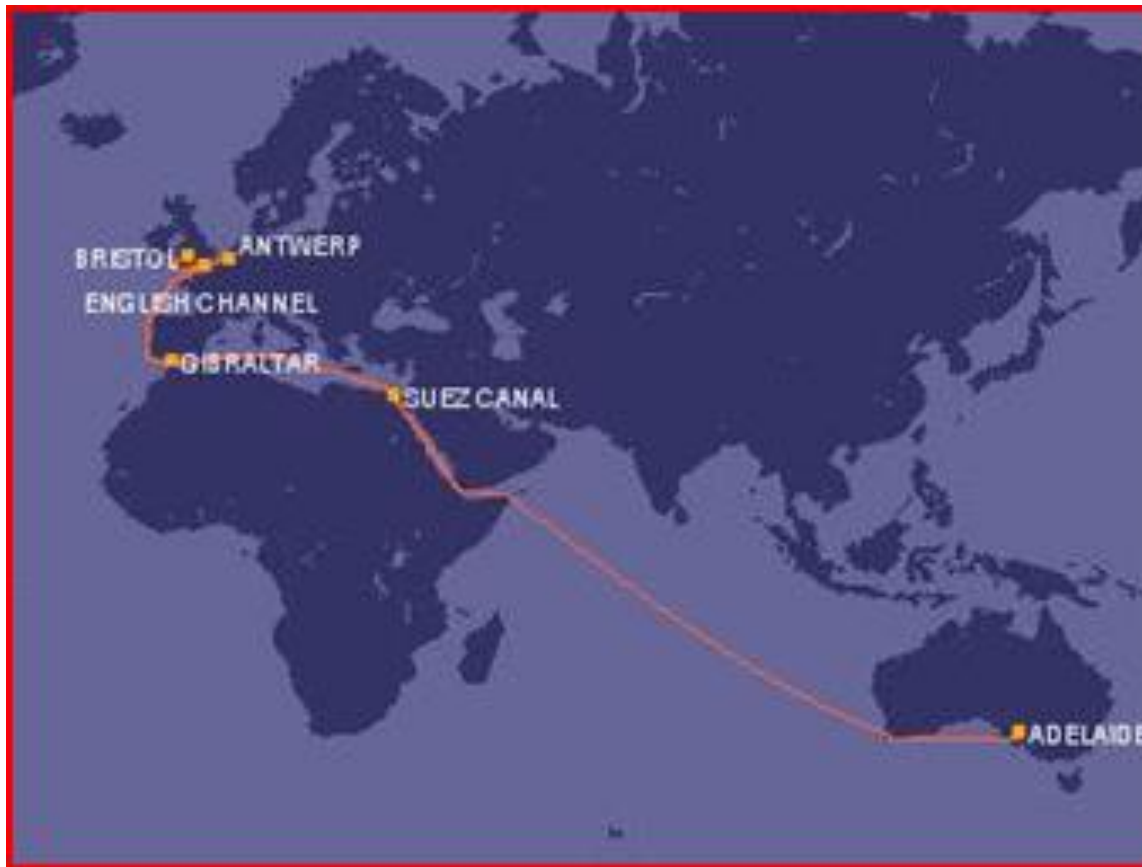 ANTWERP
BRISTOL
ENGLISH CHANNEL
GIBRALTAR
SUEZ CANAL
ADELAIDE